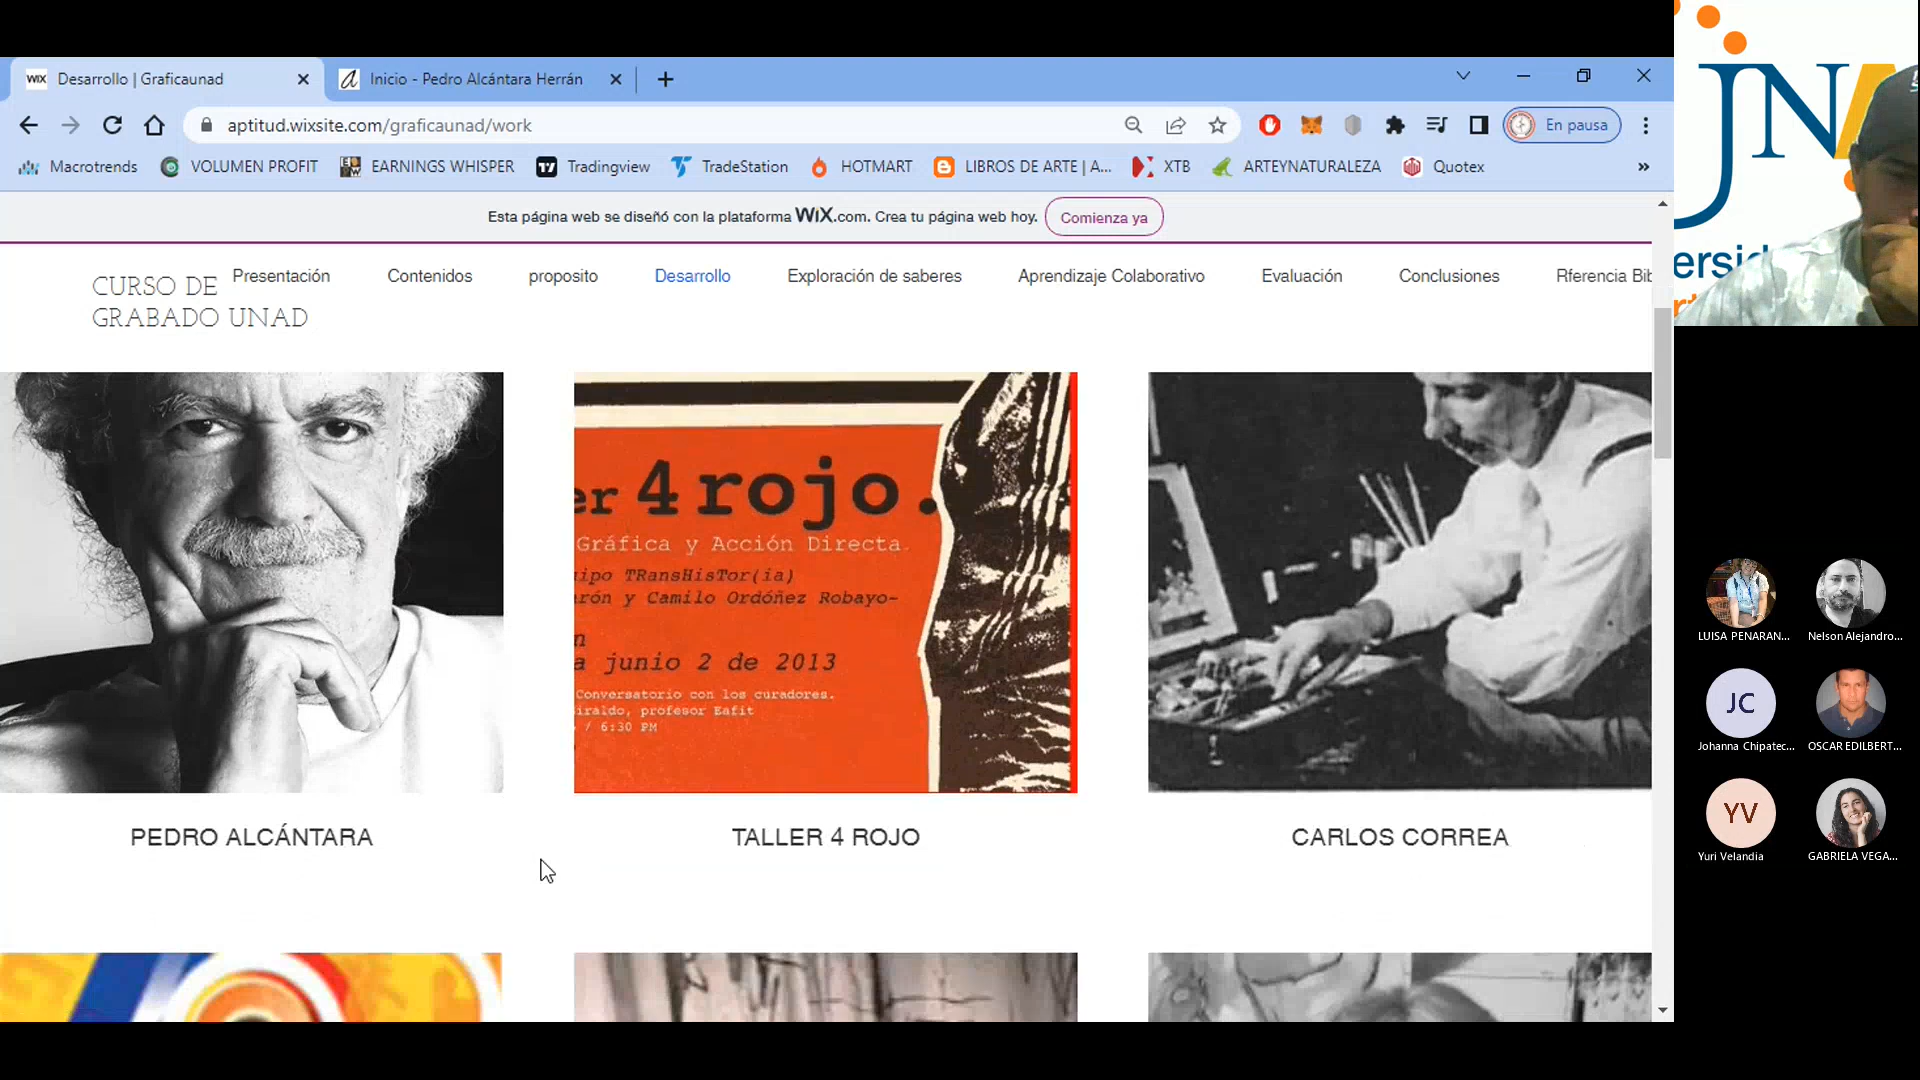 WIX Desarrollo | Graficaunad
Inicio - Pedro Alcántara Herrán
aptitud.wixsite.com/graficaunad/work
En pausa
Macrotrends
VOLUMEN PROFIT
EARNINGS WHISPER
Tradingview
TradeStation
HOTMART
LIBROS DE ARTE | A...
XTB
ARTEYNATURALEZA
Quotex
»
Esta página web se diseñó con la plataforma WiX.com. Crea tu página web hoy.
Comienza ya
CURSO DE
GRABADO UNAD
Presentación
Contenidos
proposito
Desarrollo
Exploración de saberes
Aprendizaje Colaborativo
Evaluación
Conclusiones
Rferencia Bib
er 4 rojo.
Gráfica y Acción Directa.
ipo TRansHisTor(ia)
rón y Camilo Ordóñez Robayo-
n
a junio 2 de 2013
Conversatorio con los curadores.
iraldo, profesor Eafit
/ 6:30 PM
PEDRO ALCÁNTARA
TALLER 4 ROJO
CARLOS CORREA
UNA
ersid
LUISA PENARAN...
Nelson Alejandro...
JC
Johanna Chipatec...
OSCAR EDILBERT...
YV
Yuri Velandia
GABRIELA VEGA...